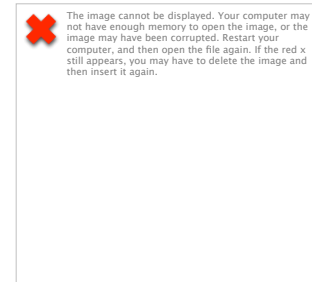 The image cannot be displayed. Your computer may
not have enough memory to open the image, or the
image may have been corrupted. Restart your
computer, and then open the file again. If the red x
still appears, you may have to delete the image and
then insert it again.